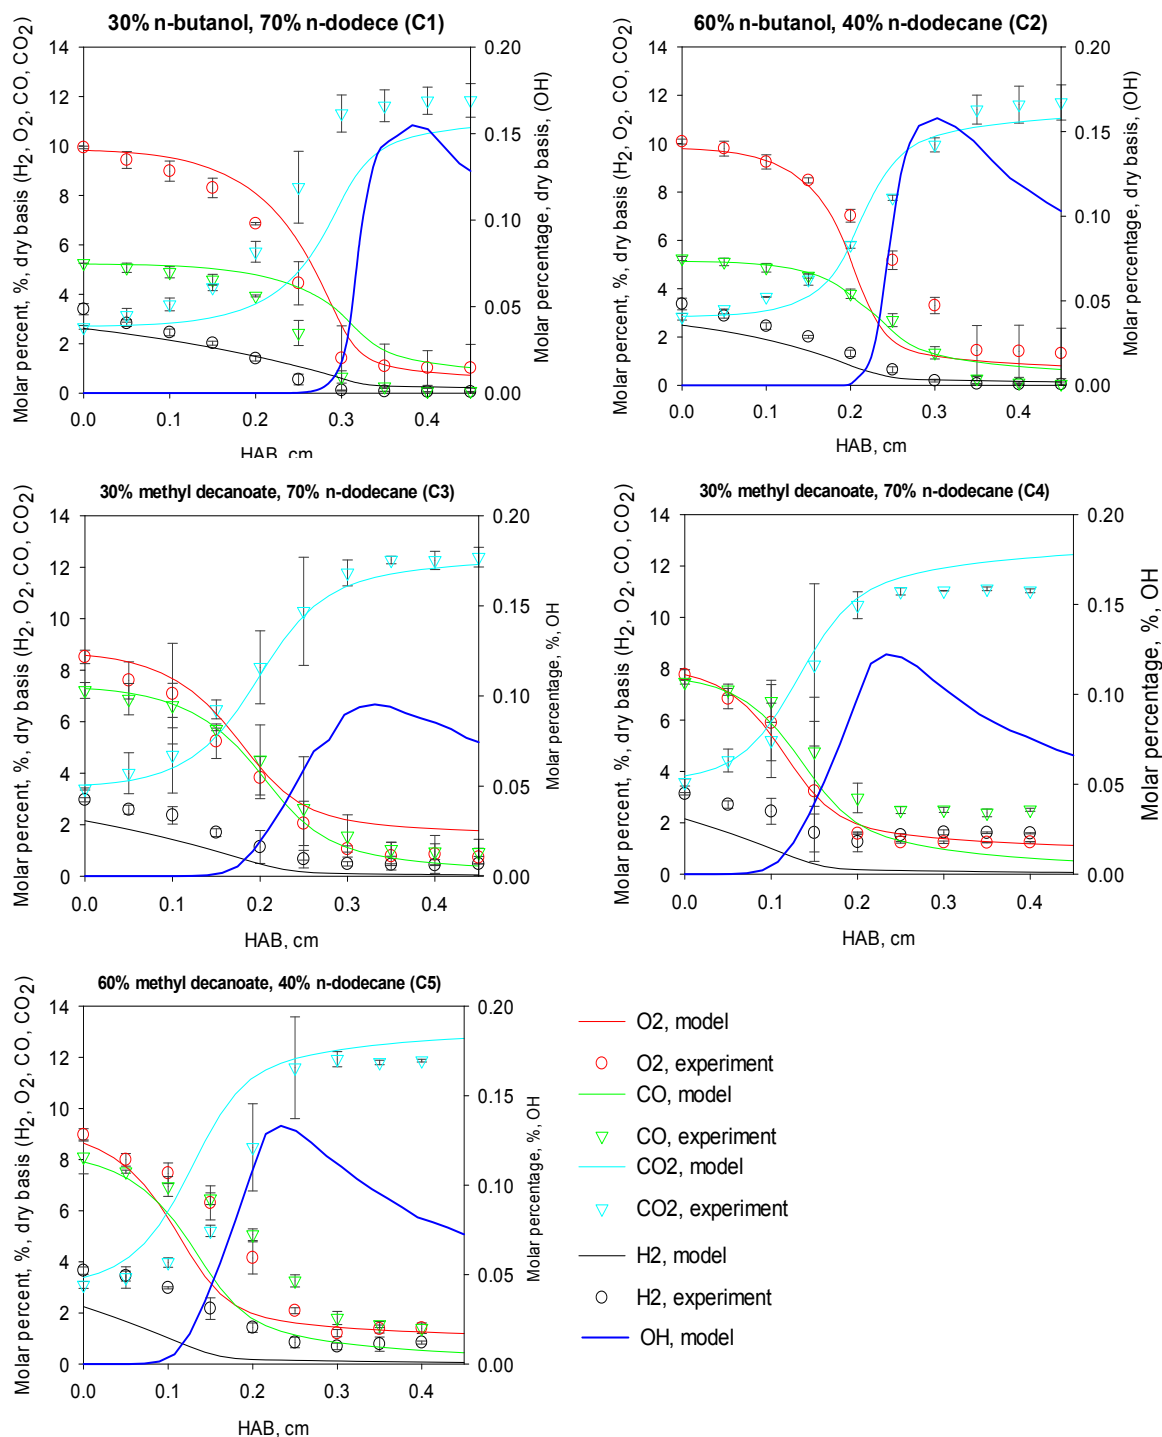 30% n-butanol, 70% n-dodece (C1)
Molar percent, %, dry basis (H2, O2, CO, CO2)
14
12
10
8
6
4
2
0
0.20
0.15
0.10
0.05
0.00
Molar percentage, dry basis, (OH)
0.0 0.1 0.2 0.3 0.4
HAB, cm
60% n-butanol, 40% n-dodecane (C2)
Molar percent, %, dry basis (H2, O2, CO, CO2)
14
12
10
8
6
4
2
0
0.20
0.15
0.10
0.05
0.00
Molar percentage, dry basis, (OH)
0.0 0.1 0.2 0.3 0.4
HAB, cm
30% methyl decanoate, 70% n-dodecane (C3)
Molar percent, %, dry basis (H2, O2, CO, CO2)
14
12
10
8
6
4
2
0
0.20
0.15
0.10
0.05
0.00
Molar percentage, %, OH
0.0 0.1 0.2 0.3 0.4
HAB, cm
30% methyl decanoate, 70% n-dodecane (C4)
Molar percent, %, dry basis (H2, O2, CO, CO2)
14
12
10
8
6
4
2
0
0.20
0.15
0.10
0.05
0.00
Molar percentage, %, OH
0.0 0.1 0.2 0.3 0.4
HAB, cm
60% methyl decanoate, 40% n-dodecane (C5)
Molar percent, %, dry basis (H2, O2, CO, CO2)
14
12
10
8
6
4
2
0
0.20
0.15
0.10
0.05
0.00
Molar percentage, %, OH
0.0 0.1 0.2 0.3 0.4
HAB, cm
O2, model
O2, experiment
CO, model
CO, experiment
CO2, model
CO2, experiment
H2, model
H2, experiment
OH, model